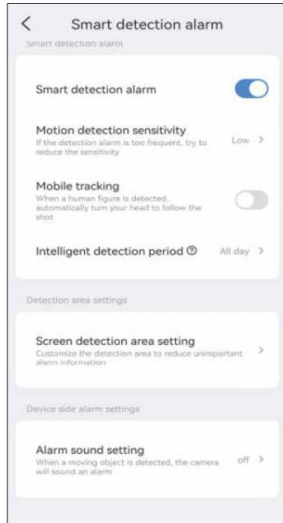 Smart detection alarm
Smart detection alarm
Smart detection alarm
Motion detection sensitivity
If the detection alarm is too frequent, try to
reduce the sensitivity
Low >
Mobile tracking
When a human figure is detected,
automatically turn your head to follow the
shot
Intelligent detection period ?
All day >
Detection area settings
Screen detection area setting
Customize the detection area to reduce unimportant
alarm information
>
Device side alarm settings
Alarm sound setting
When a moving object is detected, the camera
will sound an alarm
off >